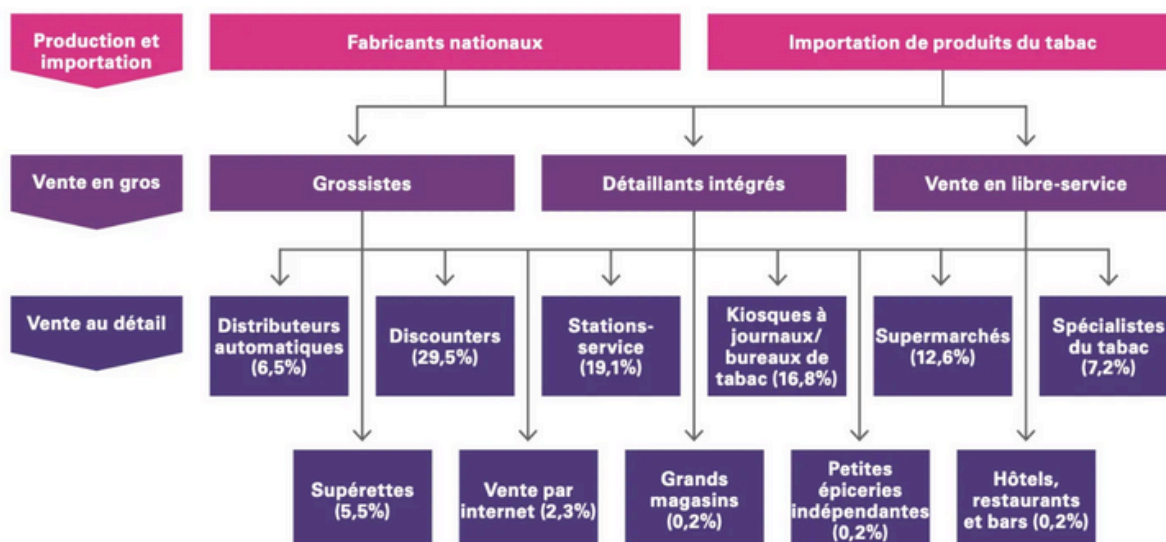 Production et
importation
Fabricants nationaux
Importation de produits du tabac
Vente en gros
Grossistes
Détaillants intégrés
Vente en libre-service
Vente au détail
Distributeurs
automatiques
(6,5%)
Discounters
(29,5%)
Stations-
service
(19,1%)
Kiosques à
journaux/
bureaux de
tabac (16,8%)
Supermarchés
(12,6%)
Spécialistes
du tabac
(7,2%)
Supérettes
(5,5%)
Vente par
internet (2,3%)
Grands
magasins
(0,2%)
Petites
épiceries
indépendantes
(0,2%)
Hôtels,
restaurants
et bars (0,2%)